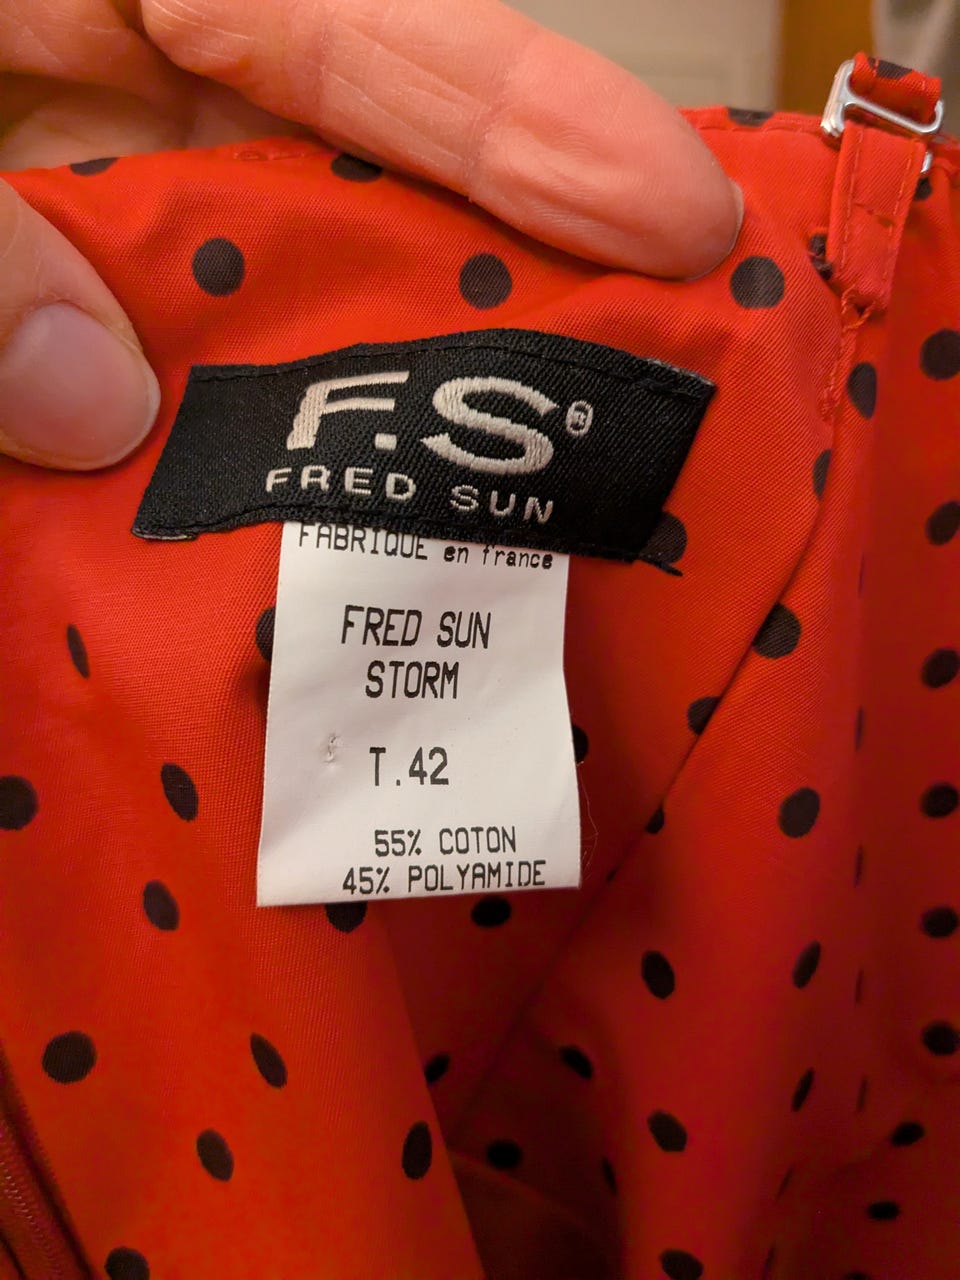 F.S®
FRED SUN
FABRIQUE en france
FRED SUN
STORM
T.42
55% COTON
45% POLYAMIDE